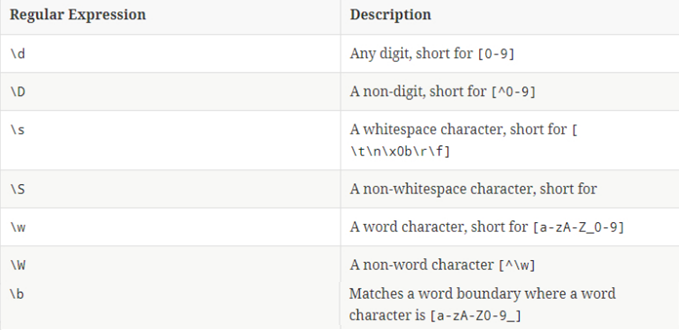 Regular Expression Description
\d Any digit, short for [0-9]
\D A non-digit, short for [^0-9]
\s A whitespace character, short for [
\t\n\x0b\r\f]
\S A non-whitespace character, short for
\w A word character, short for [a-zA-Z_0-9]
\W A non-word character [^\w]
\b Matches a word boundary where a word
character is [a-zA-Z0-9_]